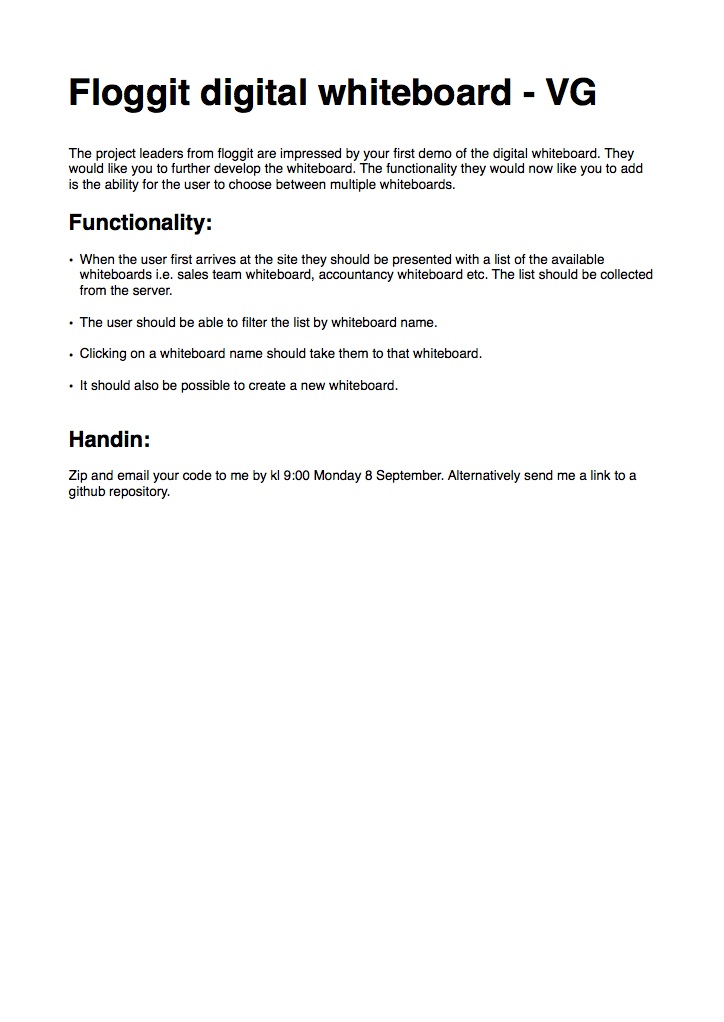 Floggit digital whiteboard - VG
The project leaders from floggit are impressed by your first demo of the digital whiteboard. They
would like you to further develop the whiteboard. The functionality they would now like you to add
is the ability for the user to choose between multiple whiteboards.
Functionality:
• When the user first arrives at the site they should be presented with a list of the available
whiteboards i.e. sales team whiteboard, accountancy whiteboard etc. The list should be collected
from the server.
• The user should be able to filter the list by whiteboard name.
• Clicking on a whiteboard name should take them to that whiteboard.
• It should also be possible to create a new whiteboard.
Handin:
Zip and email your code to me by kl 9:00 Monday 8 September. Alternatively send me a link to a
github repository.